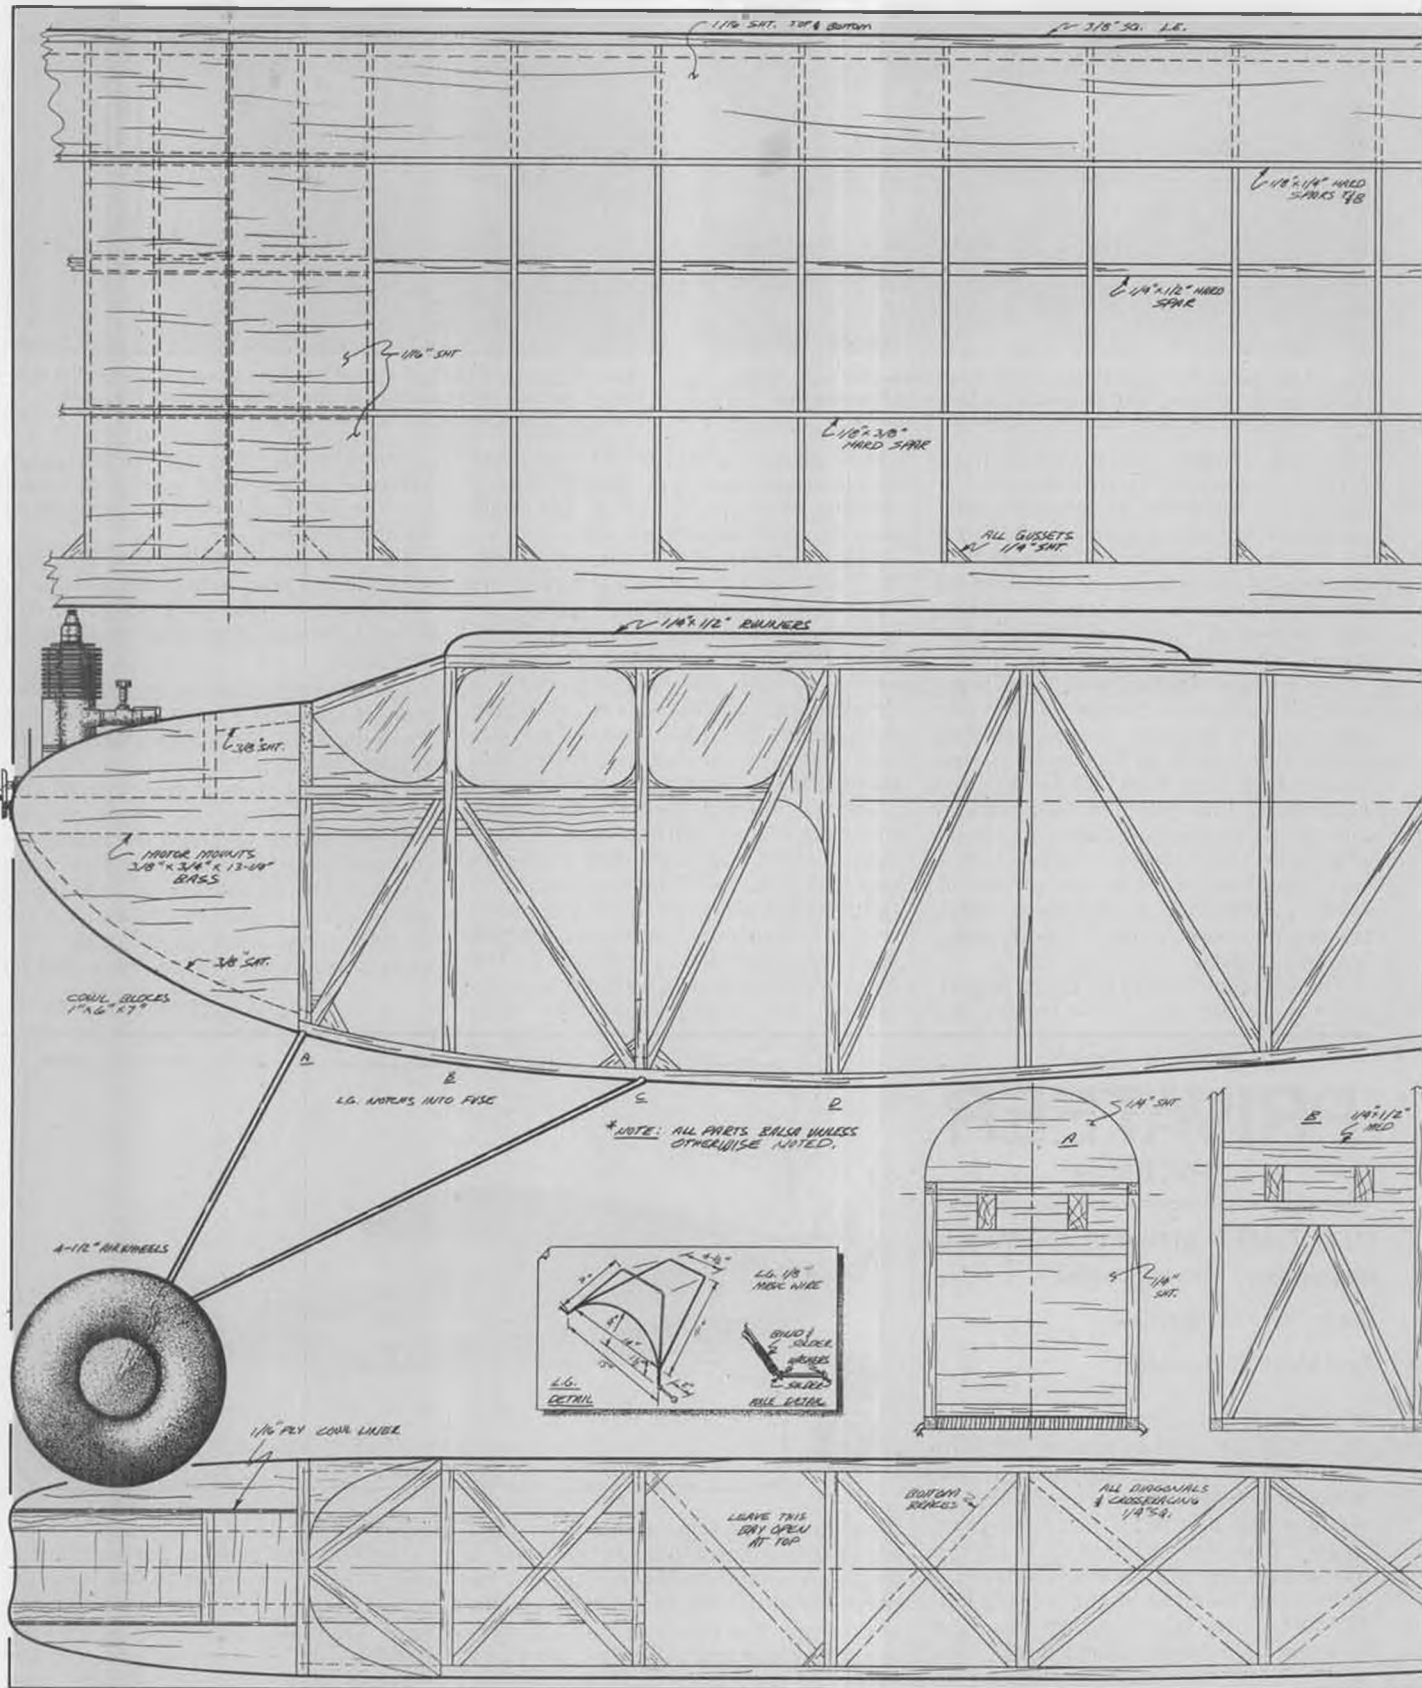 1/16 SHT. TOP & BOTTOM
3/8" SQ. L.E.
1/8" x 1/4" HARD
SPARS T/B
1/4" x 1/2" HARD
SPAR
1/16" SHT
1/8" x 3/8"
HARD SPAR
ALL GUSSETS
1/4" SHT.
1/4" x 1/2" RUNNERS
3/8" SHT.
MOTOR MOUNTS
3/8" x 3/4" x 13-1/4"
BASS
3/8" SHT.
COWL BLOCKS
1" x 6" x 7"
A
B
C
D
L.G. NOTCHS INTO FUSE
* NOTE: ALL PARTS BALSA UNLESS
OTHERWISE NOTED.
1/4" SHT
A
1/4"
SHT.
B
1/4" x 1/2"
MED
4-1/2" AIRWHEELS
L.G. 1/8"
MUSIC WIRE
BIND &
SOLDER
WASHERS
SOLDER
AXLE DETAIL
L.G.
DETAIL
1/16" PLY COWL LINER
LEAVE THIS
BAY OPEN
AT TOP
BOTTOM
BRACES
ALL DIAGONALS
& CROSSBRACING
1/4" SQ.